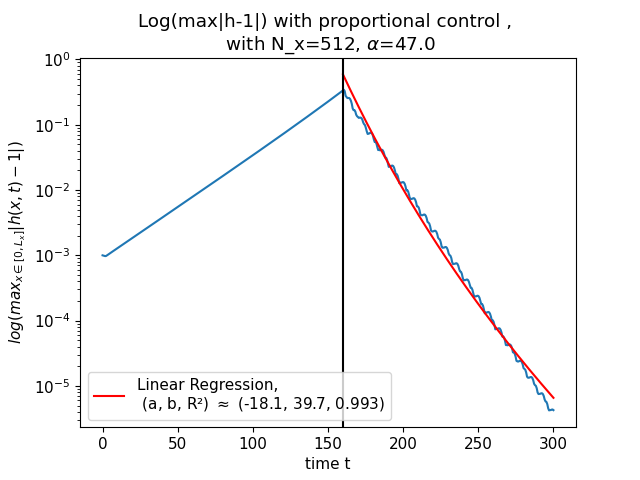 Log(max|h-1|) with proportional control ,
with N_x=512, α=47.0
log(max_{x∈[0,L_x]}|h(x, t) − 1|)
10^0
10^{-1}
10^{-2}
10^{-3}
10^{-4}
10^{-5}
Linear Regression,
(a, b, R²) ≈ (-18.1, 39.7, 0.993)
0 50 100 150 200 250 300
time t